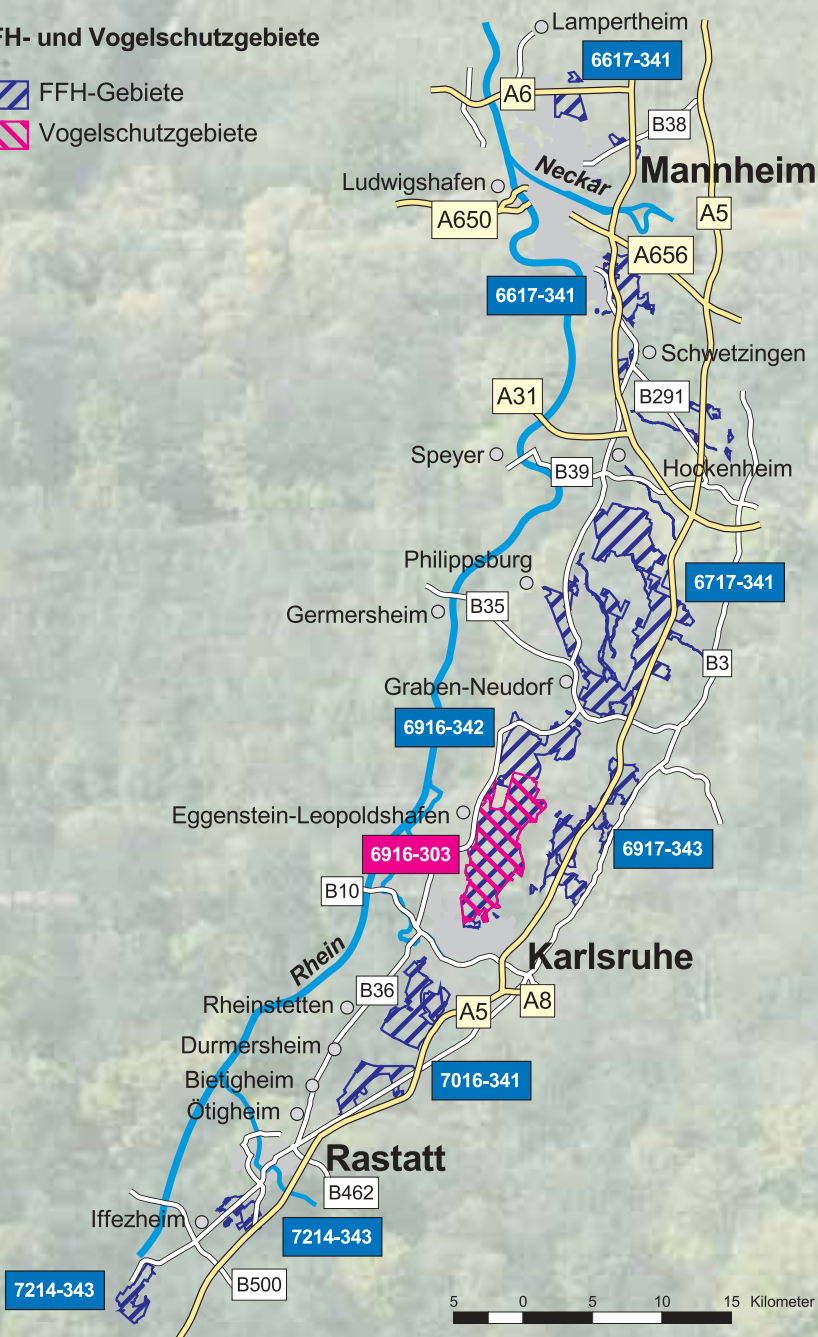 FH- und Vogelschutzgebiete
FFH-Gebiete
Vogelschutzgebiete
Lampertheim
6617-341
A6
B38
Neckar
Mannheim
Ludwigshafen
A650
A5
A656
6617-341
Schwetzingen
A31
B291
Speyer
B39
Hockenheim
Philippsburg
6717-341
B35
Germersheim
B3
Graben-Neudorf
6916-342
Eggenstein-Leopoldshafen
6916-303
6917-343
B10
Rhein
Karlsruhe
B36
Rheinstetten
A5
A8
Durmersheim
Bietigheim
7016-341
Ötigheim
Rastatt
B462
Iffezheim
7214-343
7214-343
B500
5 0 5 10 15 Kilometer